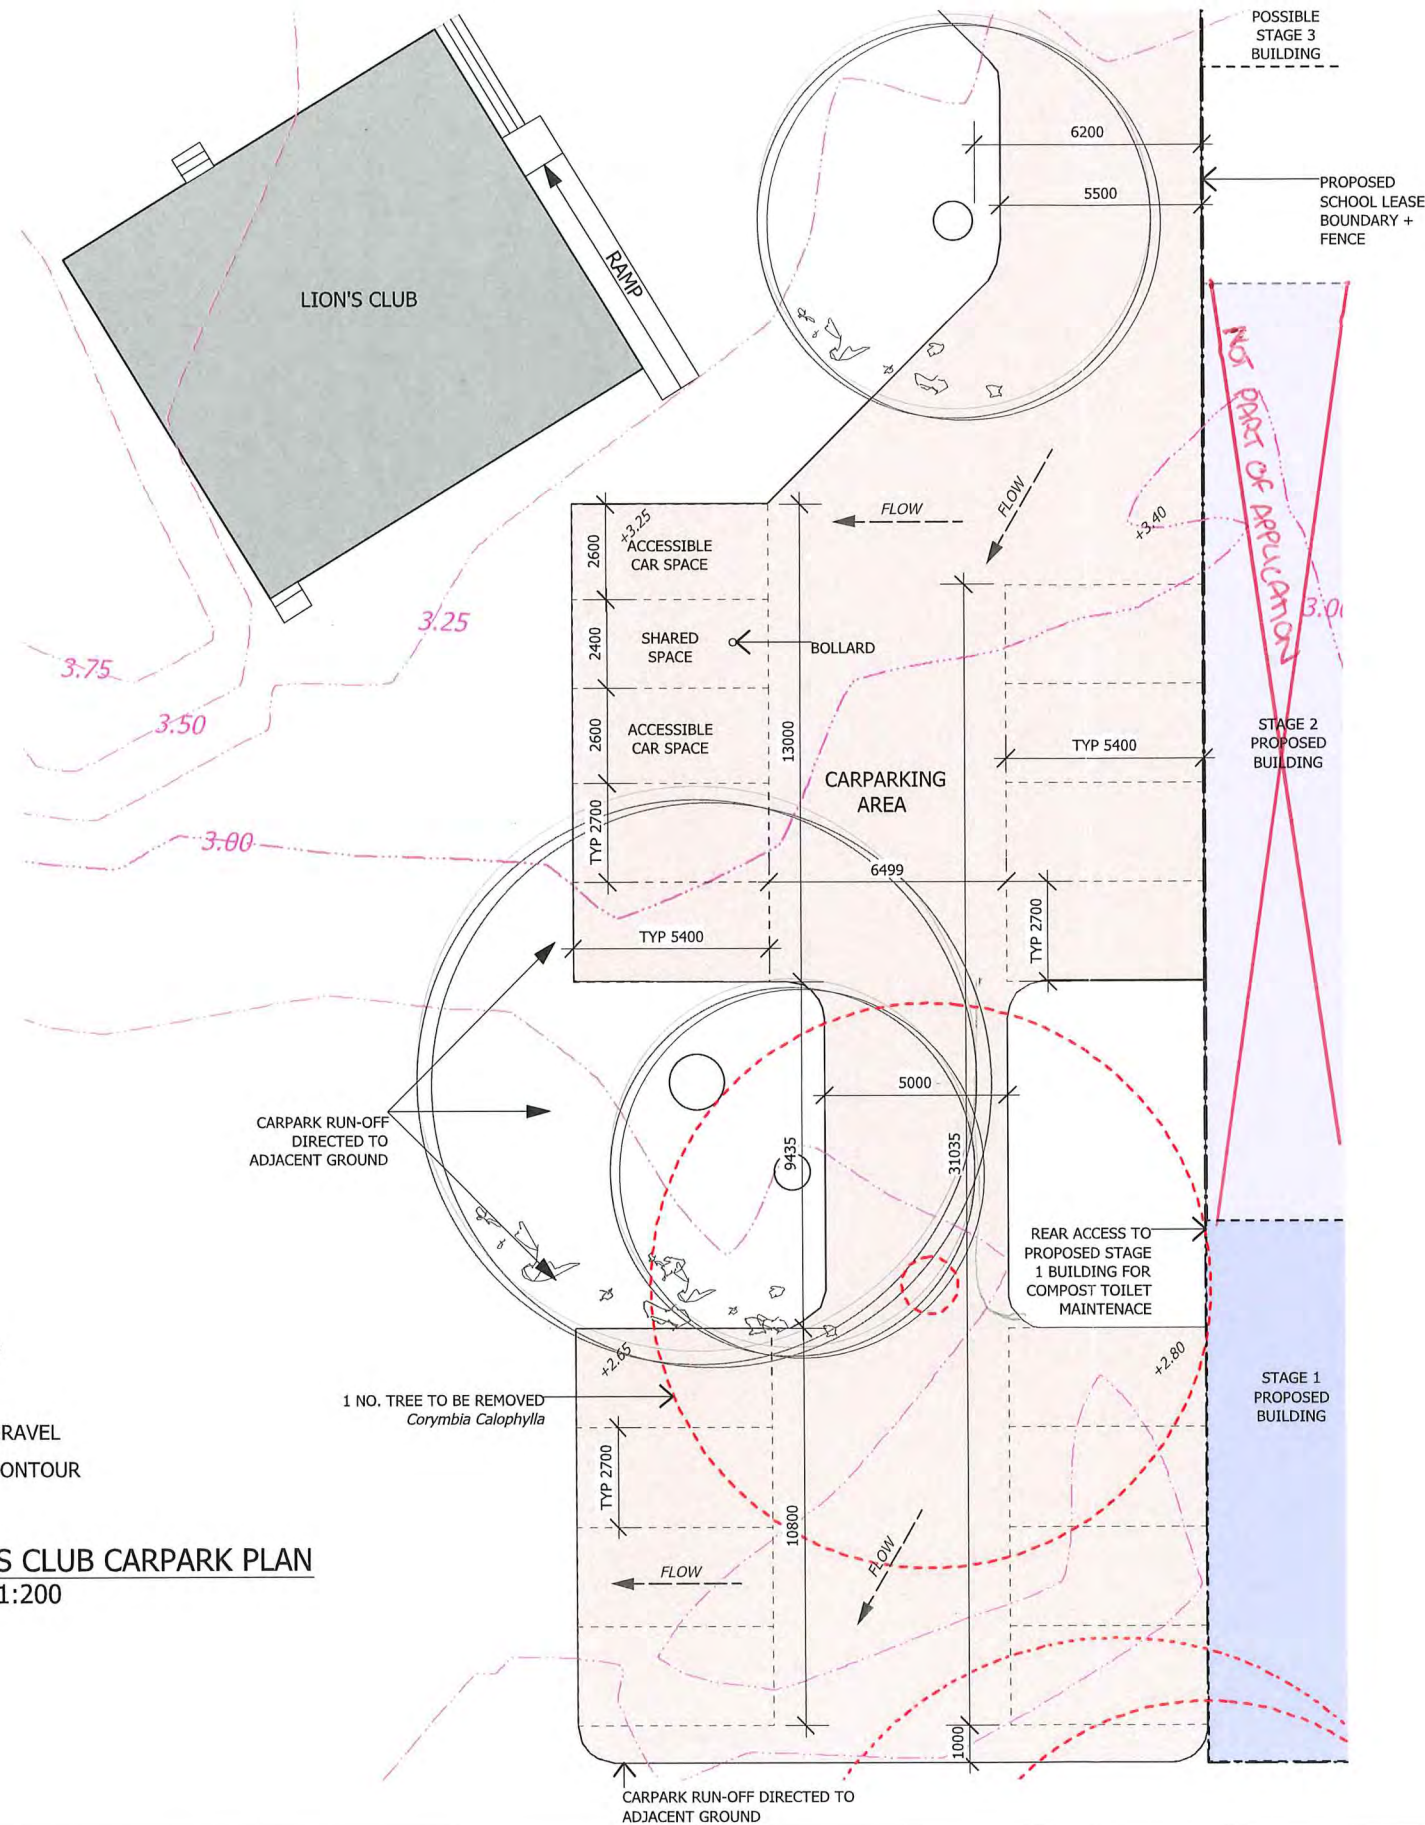 POSSIBLE
STAGE 3
BUILDING
6200
5500
PROPOSED
SCHOOL LEASE
BOUNDARY +
FENCE
LION'S CLUB
RAMP
NOT PART OF APPLICATION
FLOW
FLOW
+3.25
+3.40
2600
ACCESSIBLE
CAR SPACE
3.25
3.00
2400
SHARED
SPACE
BOLLARD
3.75
3.50
2600
ACCESSIBLE
CAR SPACE
13000
TYP 5400
STAGE 2
PROPOSED
BUILDING
CARPARKING
AREA
TYP 2700
3.00
6499
TYP 2700
TYP 5400
5000
CARPARK RUN-OFF
DIRECTED TO
ADJACENT GROUND
9435
31035
REAR ACCESS TO
PROPOSED STAGE
1 BUILDING FOR
COMPOST TOILET
MAINTENACE
+2.65
+2.80
1 NO. TREE TO BE REMOVED
Corymbia Calophylla
STAGE 1
PROPOSED
BUILDING
RAVEL
ONTOUR
TYP 2700
10800
S CLUB CARPARK PLAN
1:200
FLOW
FLOW
1000
CARPARK RUN-OFF DIRECTED TO
ADJACENT GROUND